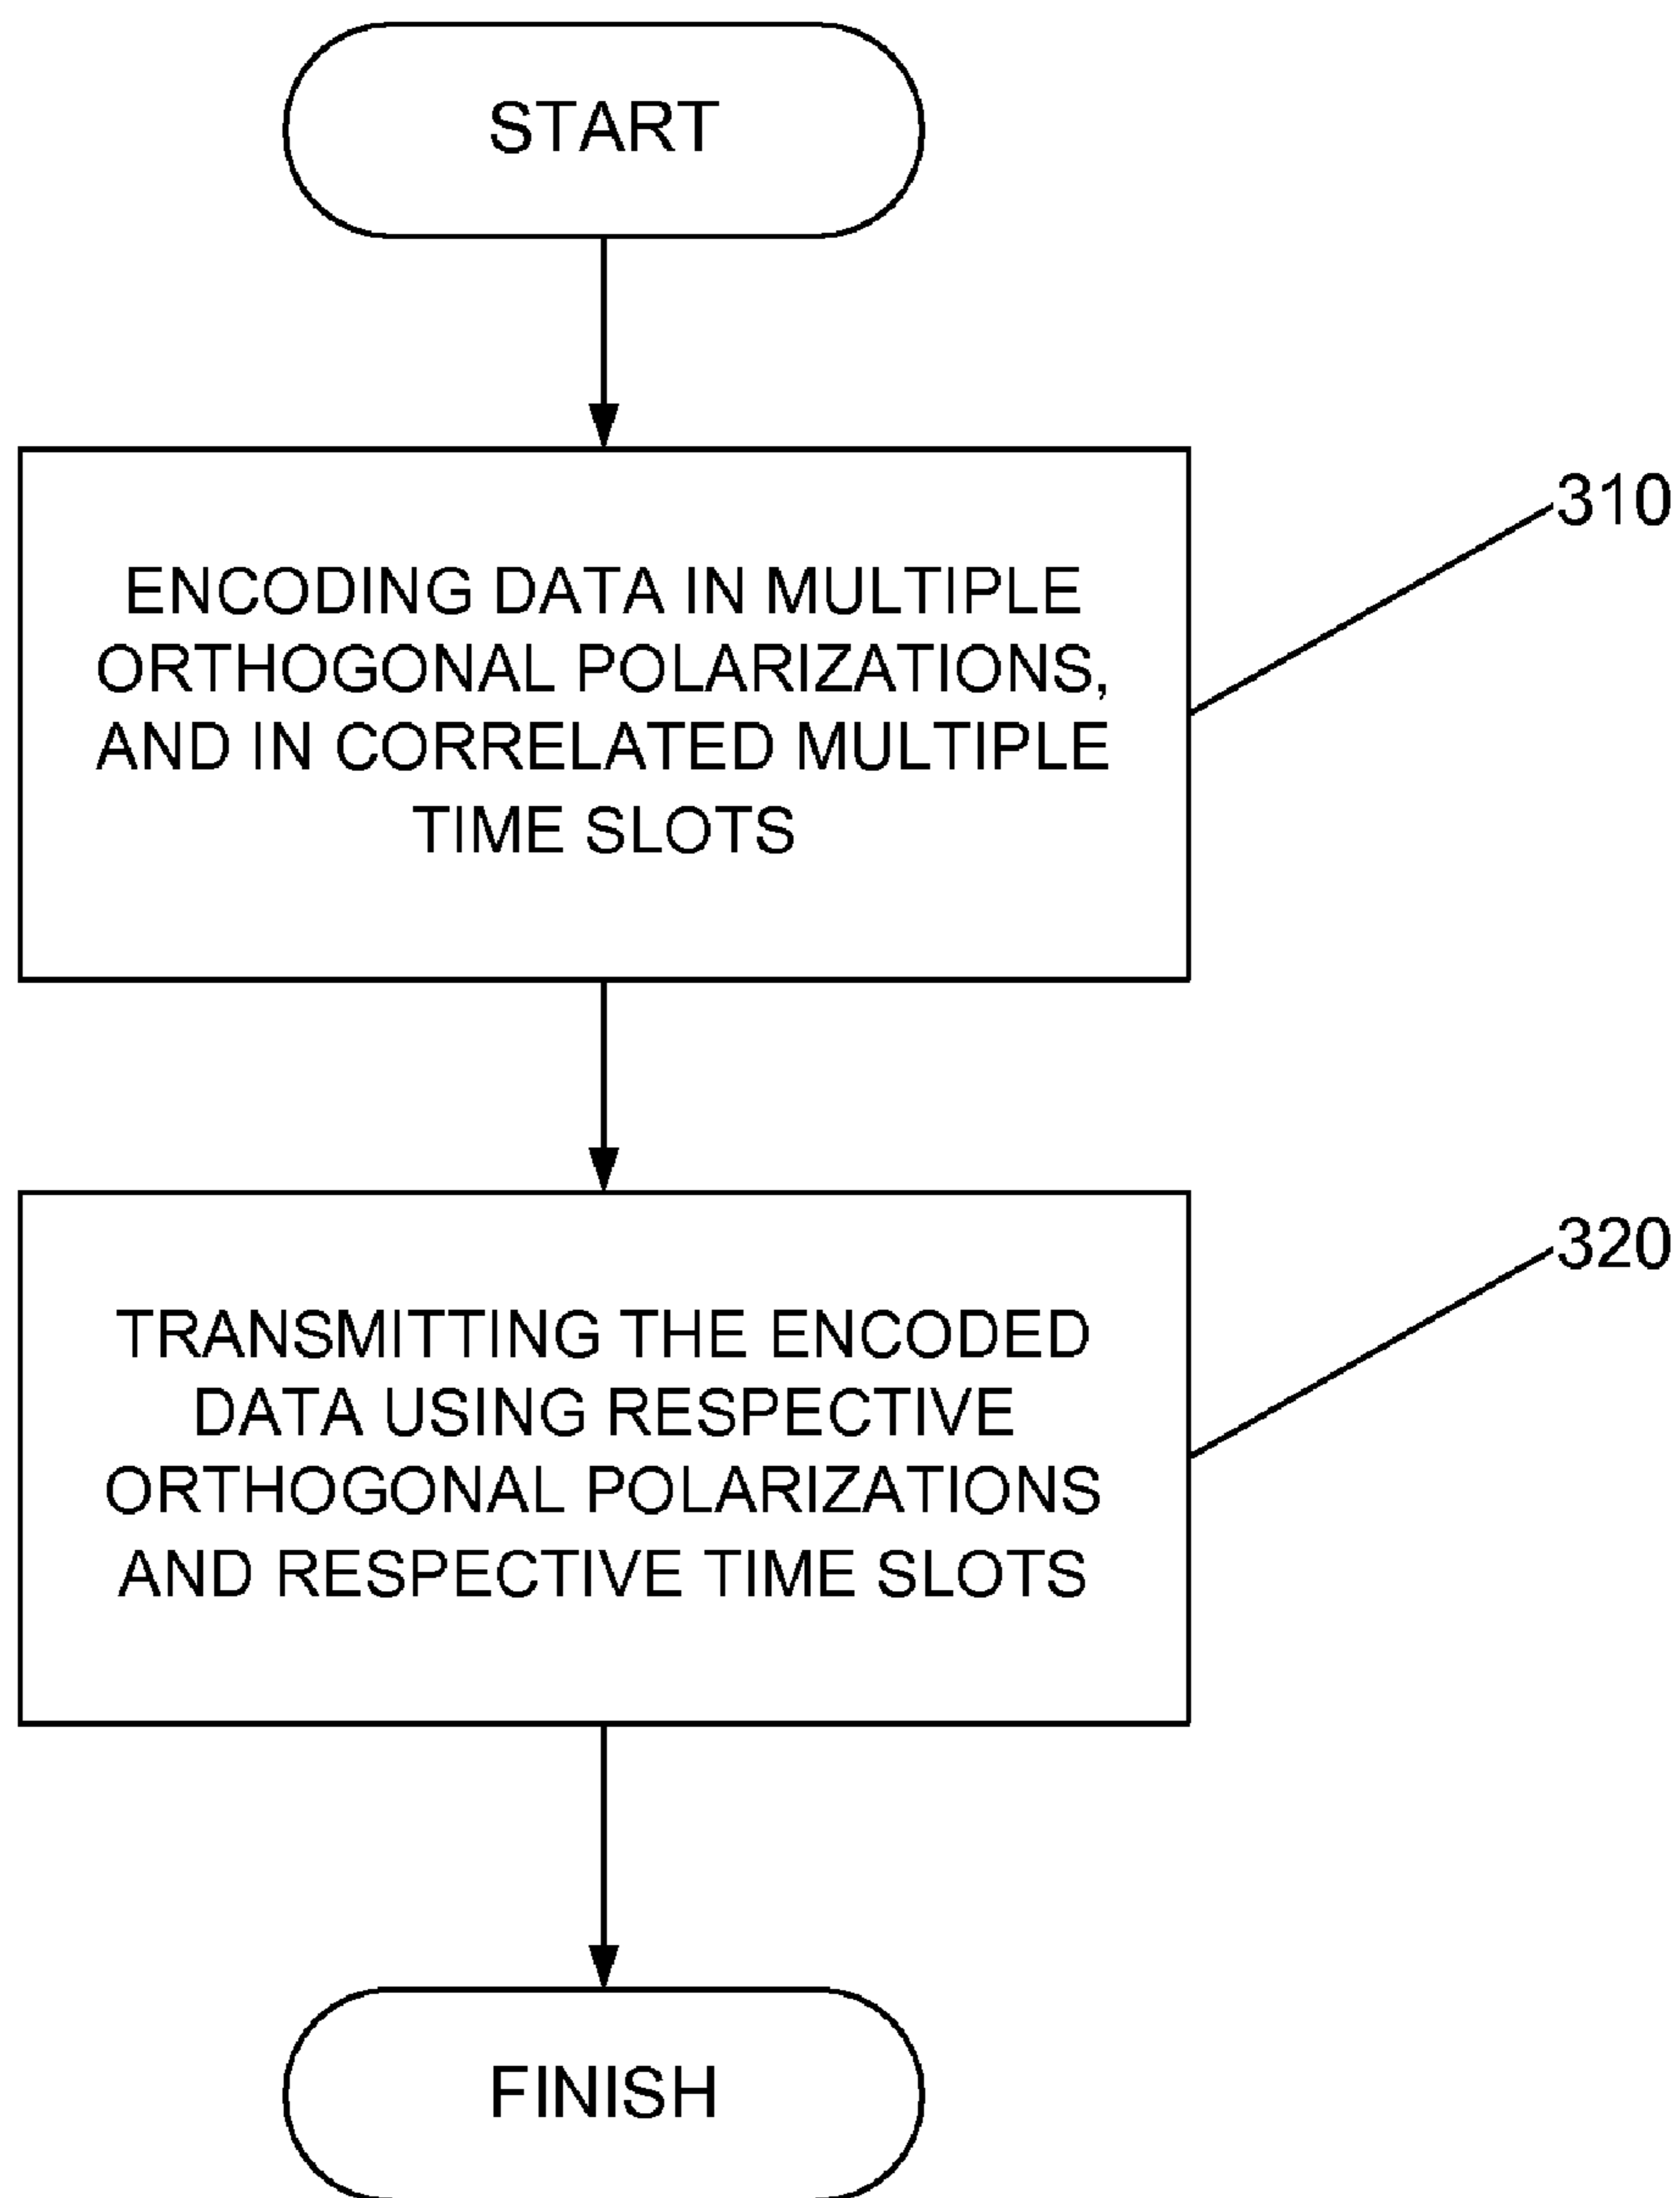 START
310
ENCODING DATA IN MULTIPLE
ORTHOGONAL POLARIZATIONS,
AND IN CORRELATED MULTIPLE
TIME SLOTS
320
TRANSMITTING THE ENCODED
DATA USING RESPECTIVE
ORTHOGONAL POLARIZATIONS
AND RESPECTIVE TIME SLOTS
FINISH